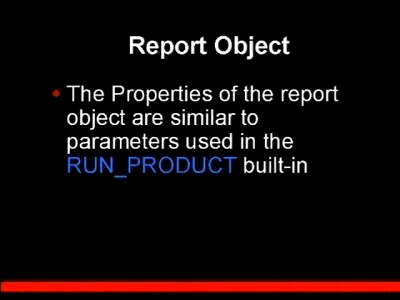 Report Object
• The Properties of the report
object are similar to
parameters used in the
RUN_PRODUCT built-in